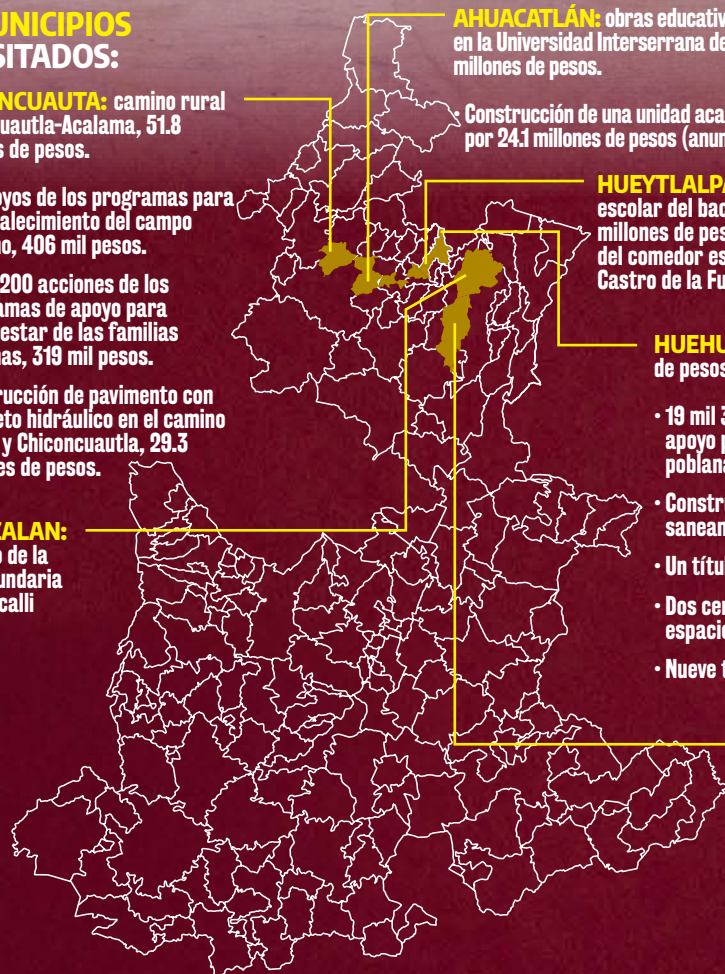 UNICIPIOS
SITADOS:
NCUAUTA: camino rural
uautla-Acalama, 51.8
s de pesos.
oyos de los programas para
alecimiento del campo
no, 406 mil pesos.
200 acciones de los
amas de apoyo para
estar de las familias
nas, 319 mil pesos.
rucción de pavimento con
eto hidráulico en el camino
y Chiconcuautla, 29.3
es de pesos.
ZALAN:
o de la
undaria
calli
AHUACATLÁN: obras educativ
en la Universidad Interserrana de
millones de pesos.
• Construcción de una unidad aca
por 24.1 millones de pesos (anun
HUEYTLALPA
escolar del bac
millones de pes
del comedor es
Castro de la Fu
HUEHU
de pesos
• 19 mil 3
apoyo p
poblana
• Constru
sanean
• Un títu
• Dos cer
espacio
• Nueve t